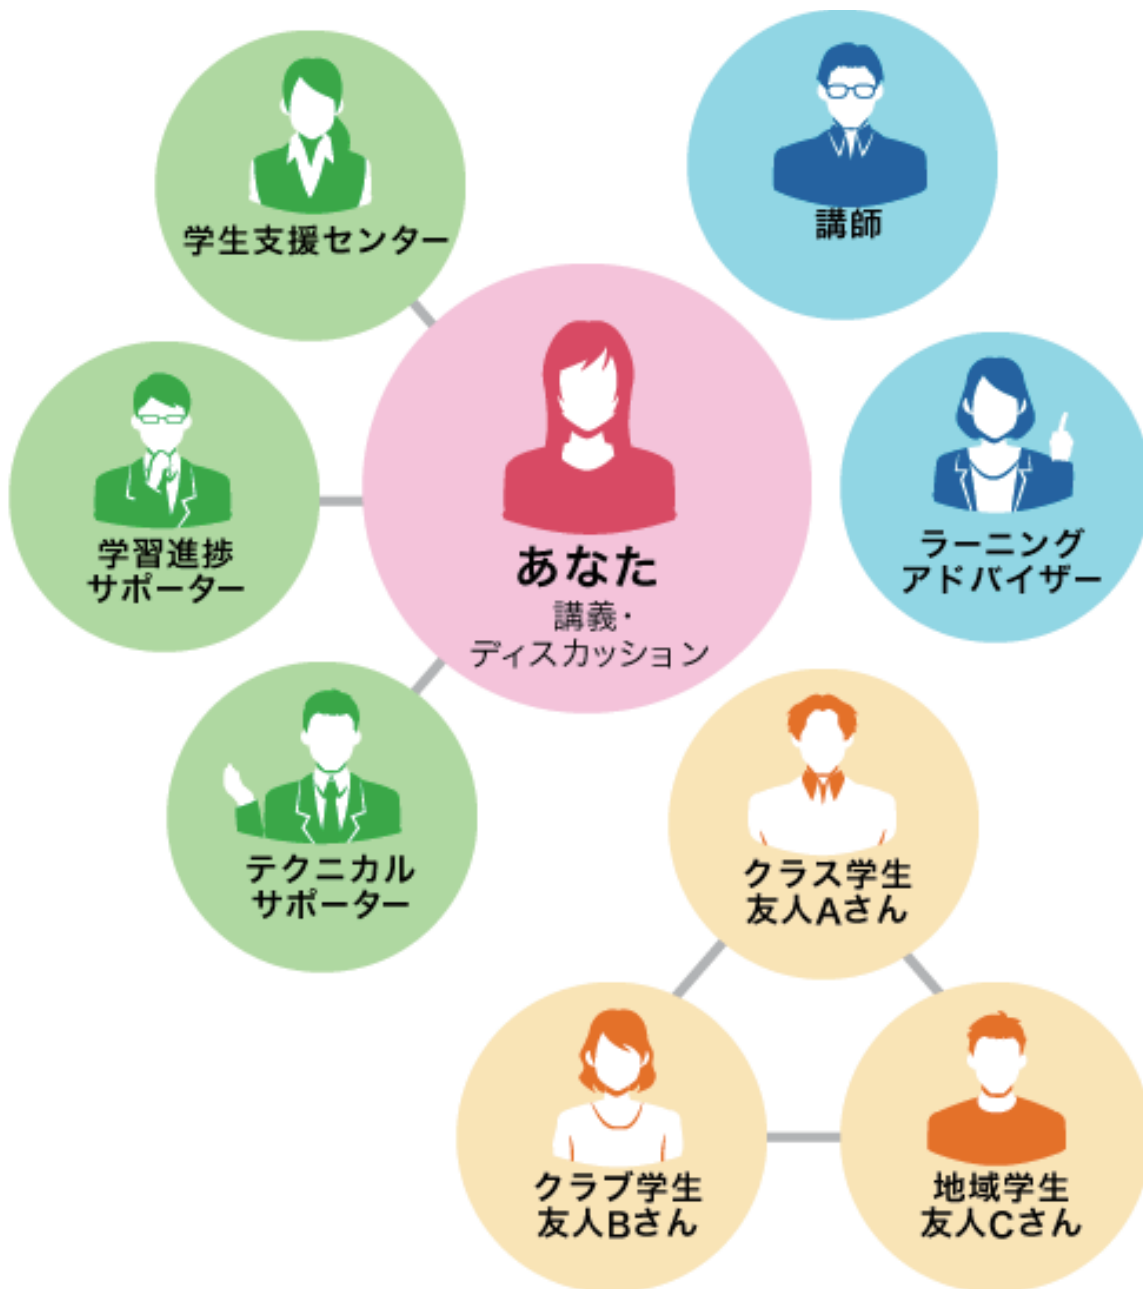 学生支援センター
講師
学習進捗
サポーター
あなた
講義・
ディスカッション
ラーニング
アドバイザー
テクニカル
サポーター
クラス学生
友人Aさん
クラブ学生
友人Bさん
地域学生
友人Cさん